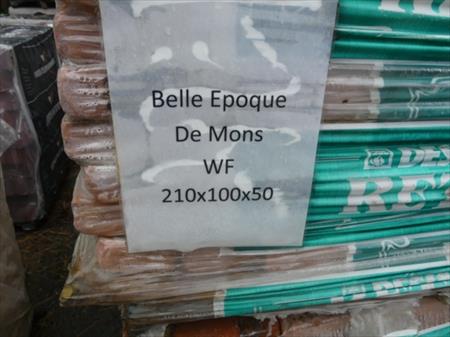 Belle Epoque
De Mons
WF
210x100x50